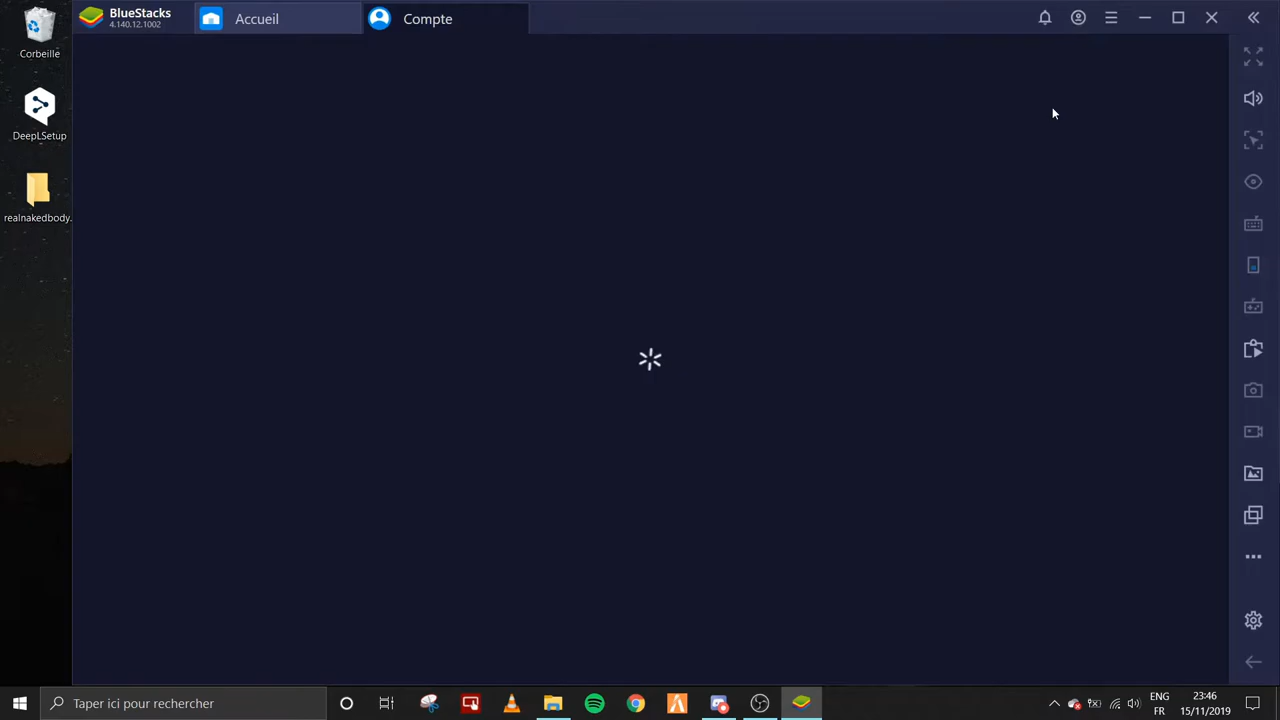 BlueStacks
4.140.12.1002
Accueil
Compte
Corbeille
DeepLSetup
realnakedbody.
Taper ici pour rechercher
ENG
FR
23:46
15/11/2019